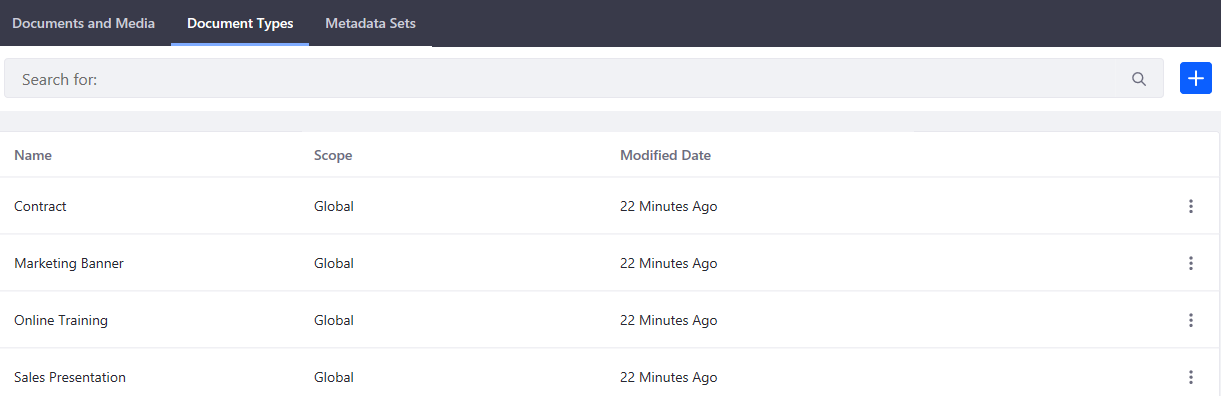 Documents and Media Document Types Metadata Sets
Search for:
Name Scope Modified Date
Contract Global 22 Minutes Ago
Marketing Banner Global 22 Minutes Ago
Online Training Global 22 Minutes Ago
Sales Presentation Global 22 Minutes Ago